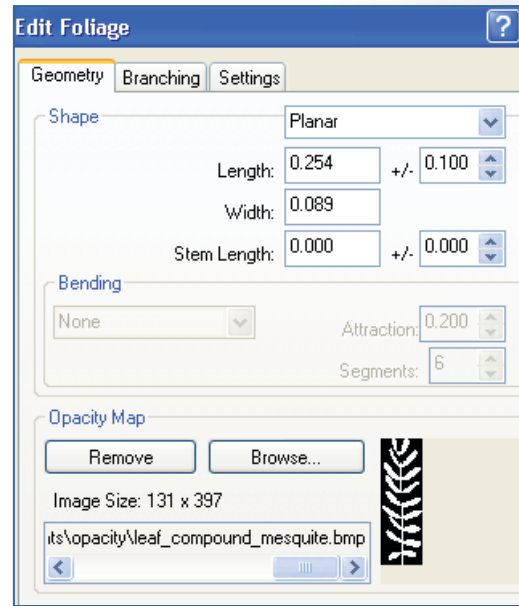 Edit Foliage ?
Geometry Branching Settings
Shape
Planar
Length: 0.254 +/- 0.100
Width: 0.089
Stem Length: 0.000 +/- 0.000
Bending
None
Attraction: 0.200
Segments: 6
Opacity Map
Remove Browse...
Image Size: 131 x 397
its\opacity\leaf_compound_mesquite.bmp